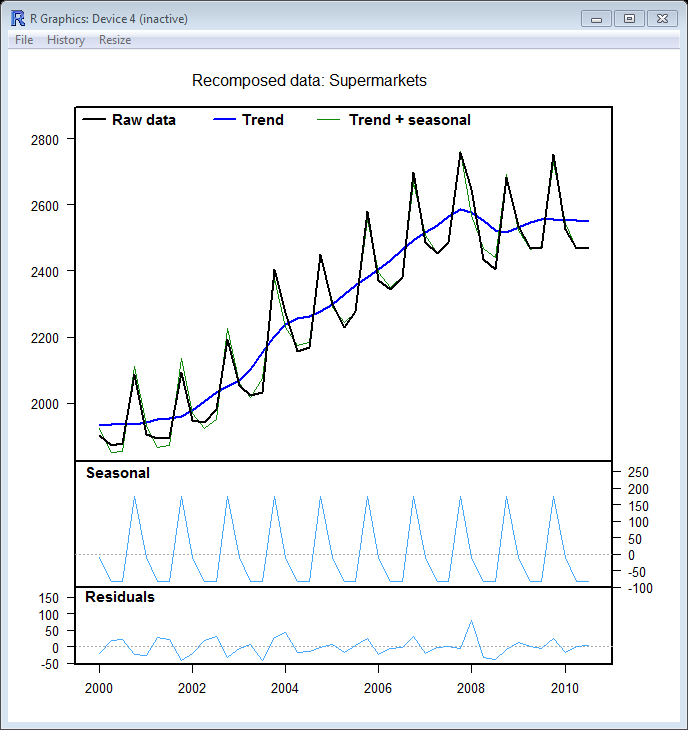 R Graphics: Device 4 (inactive)
File History Resize
Recomposed data: Supermarkets
Raw data Trend Trend + seasonal
2800
2600
2400
2200
2000
Seasonal
250
200
150
100
50
0
-50
-100
Residuals
150
100
50
0
-50
2000 2002 2004 2006 2008 2010